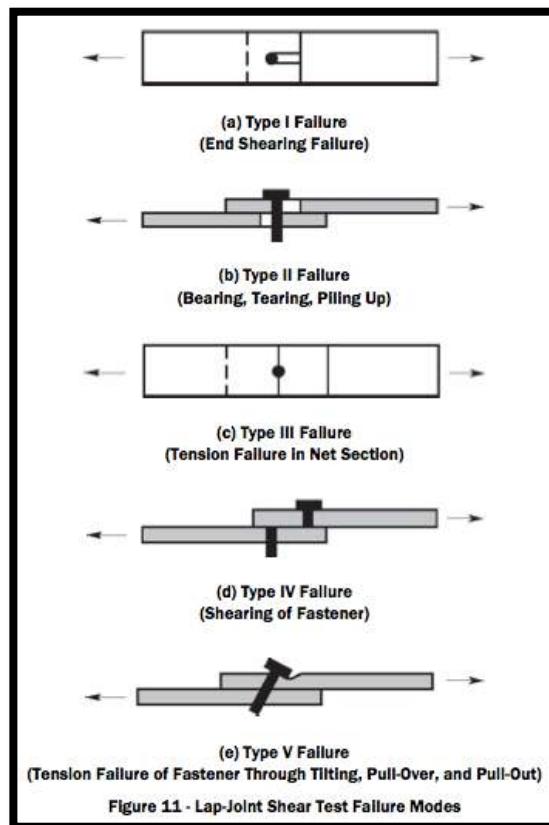 (a) Type I Failure
(End Shearing Failure)
(b) Type II Failure
(Bearing, Tearing, Piling Up)
(c) Type III Failure
(Tension Failure in Net Section)
(d) Type IV Failure
(Shearing of Fastener)
(e) Type V Failure
(Tension Failure of Fastener Through Tilting, Pull-Over, and Pull-Out)
Figure 11 - Lap-Joint Shear Test Failure Modes